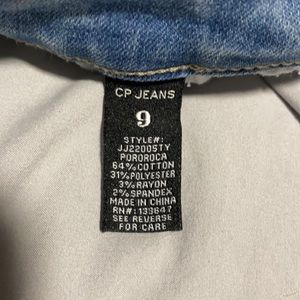 CP JEANS
9
STYLE#:
JJ2200STY
POROROCA
64%COTTON
31%POLYESTER
3%RAYON
2%SPANDEX
MADE IN CHINA
RN#:139647
SEE REVERSE
FOR CARE